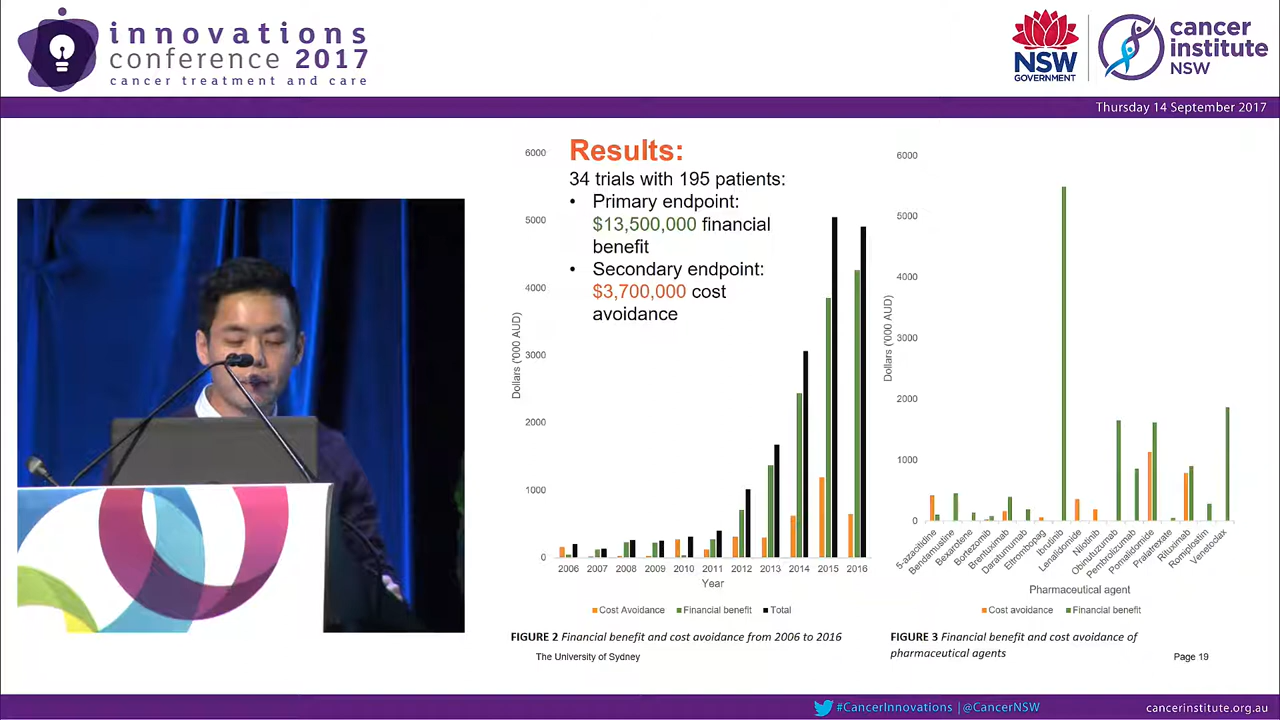 innovations
conference 2017
cancer treatment and care
NSW
GOVERNMENT
cancer
institute
NSW
Thursday 14 September 2017
Results:
34 trials with 195 patients:
• Primary endpoint:
$13,500,000 financial
benefit
• Secondary endpoint:
$3,700,000 cost
avoidance
6000
5000
4000
3000
2000
1000
0
Dollars ('000 AUD)
2006 2007 2008 2009 2010 2011 2012 2013 2014 2015 2016
Year
Cost Avoidance Financial benefit Total
FIGURE 2 Financial benefit and cost avoidance from 2006 to 2016
The University of Sydney
6000
5000
4000
3000
2000
1000
0
Dollars ('000 AUD)
5-azacitidine
Bendamustine
Bexarotene
Bortezomib
Brentuximab
Daratumumab
Eltrombopag
Ibrutinib
Lenalidomide
Nilotinib
Obinutuzumab
Pembrolizumab
Pomalidomide
Pralatrexate
Rituximab
Romiplostim
Venetoclax
Pharmaceutical agent
Cost avoidance Financial benefit
FIGURE 3 Financial benefit and cost avoidance of
pharmaceutical agents
Page 19
#CancerInnovations | @CancerNSW
cancerinstitute.org.au